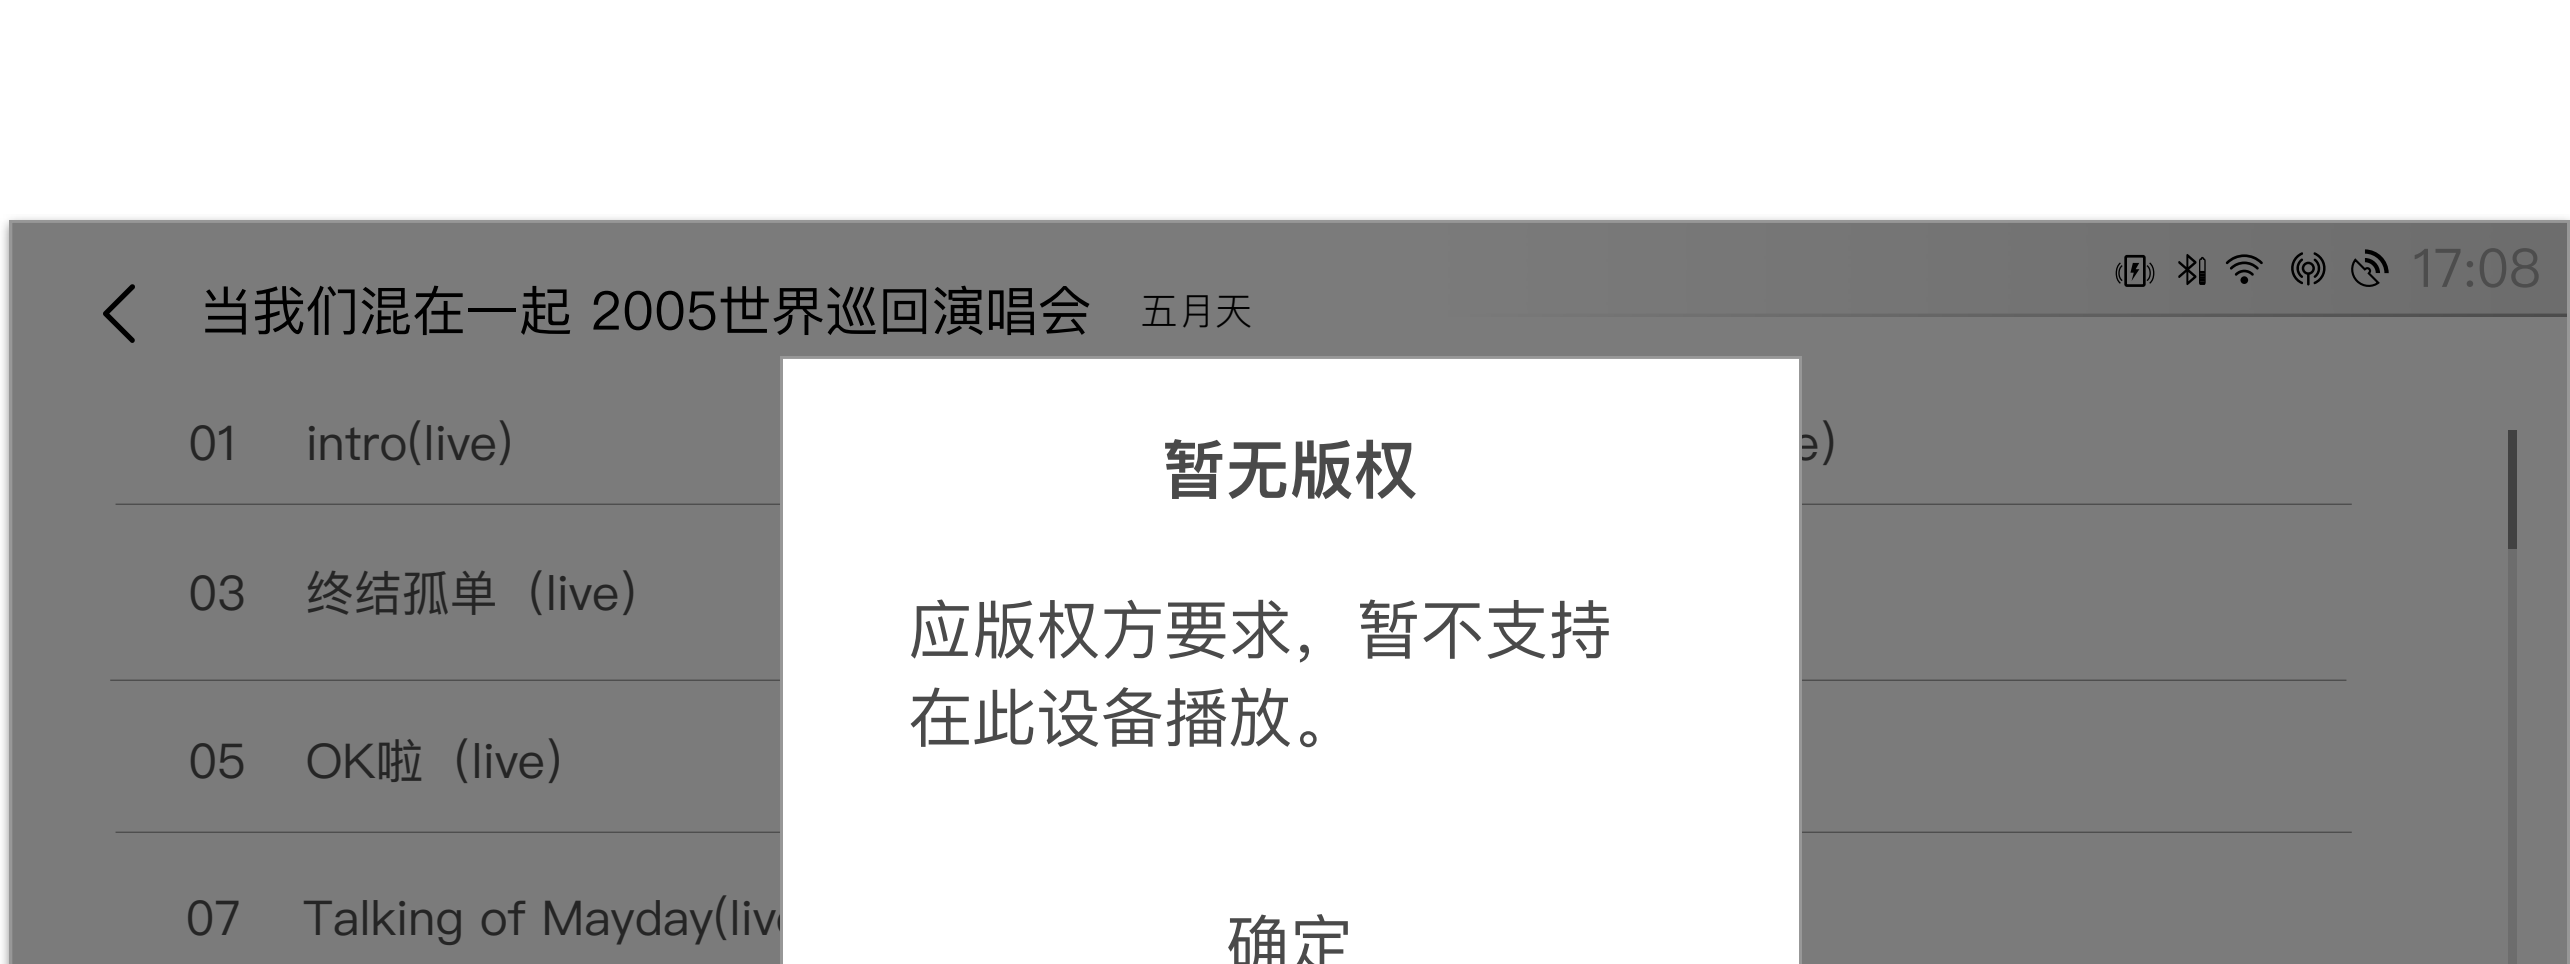 17:08
当我们混在一起 2005世界巡回演唱会 五月天
01 intro(live)
e)
03 终结孤单（live）
05 OK啦（live）
07 Talking of Mayday(liv
暂无版权
应版权方要求，暂不支持
在此设备播放。
确定